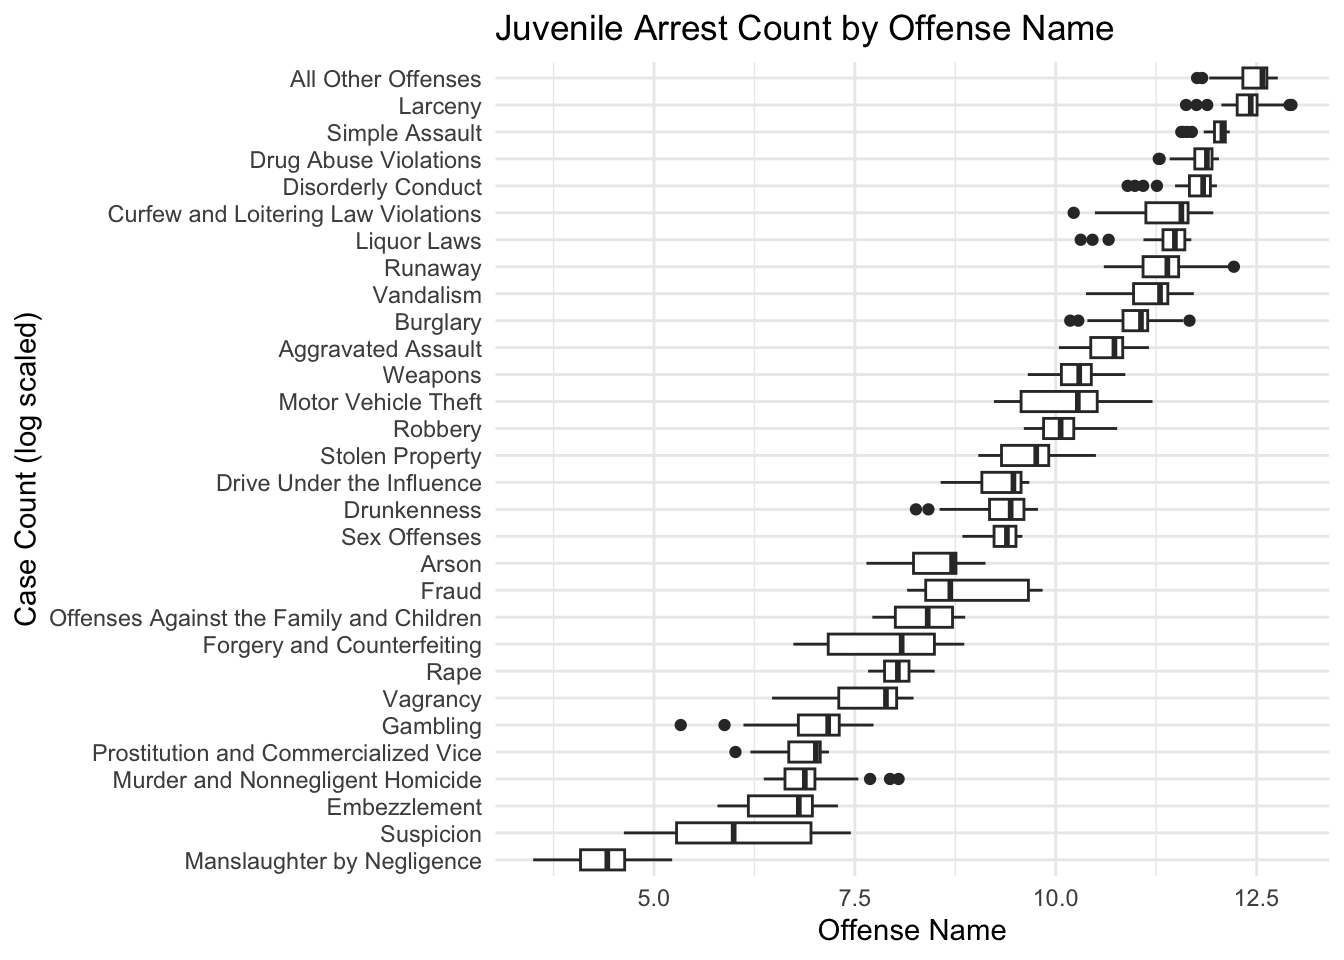 Juvenile Arrest Count by Offense Name
Case Count (log scaled)
All Other Offenses
Larceny
Simple Assault
Drug Abuse Violations
Disorderly Conduct
Curfew and Loitering Law Violations
Liquor Laws
Runaway
Vandalism
Burglary
Aggravated Assault
Weapons
Motor Vehicle Theft
Robbery
Stolen Property
Drive Under the Influence
Drunkenness
Sex Offenses
Arson
Fraud
Offenses Against the Family and Children
Forgery and Counterfeiting
Rape
Vagrancy
Gambling
Prostitution and Commercialized Vice
Murder and Nonnegligent Homicide
Embezzlement
Suspicion
Manslaughter by Negligence
5.0 7.5 10.0 12.5
Offense Name